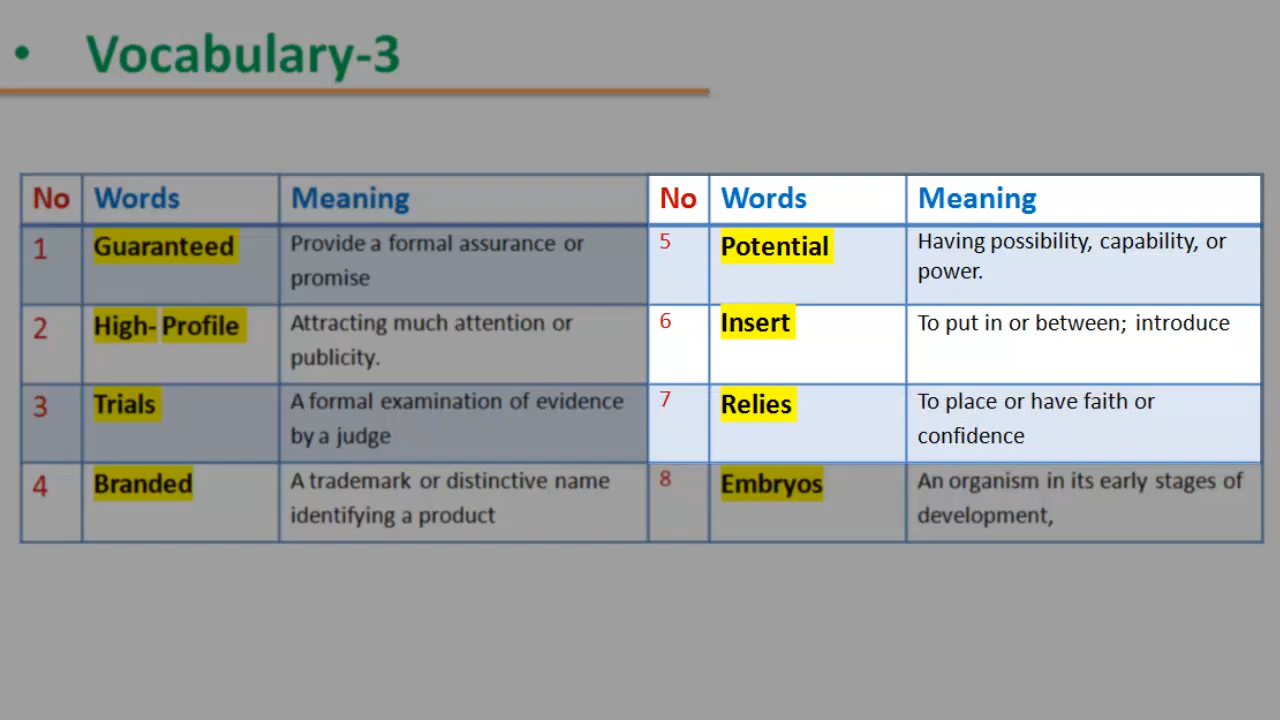 • Vocabulary-3
No Words Meaning No Words Meaning
1 Guaranteed Provide a formal assurance or promise 5 Potential Having possibility, capability, or power.
2 High- Profile Attracting much attention or publicity. 6 Insert To put in or between; introduce
3 Trials A formal examination of evidence by a judge 7 Relies To place or have faith or confidence
4 Branded A trademark or distinctive name identifying a product 8 Embryos An organism in its early stages of development,